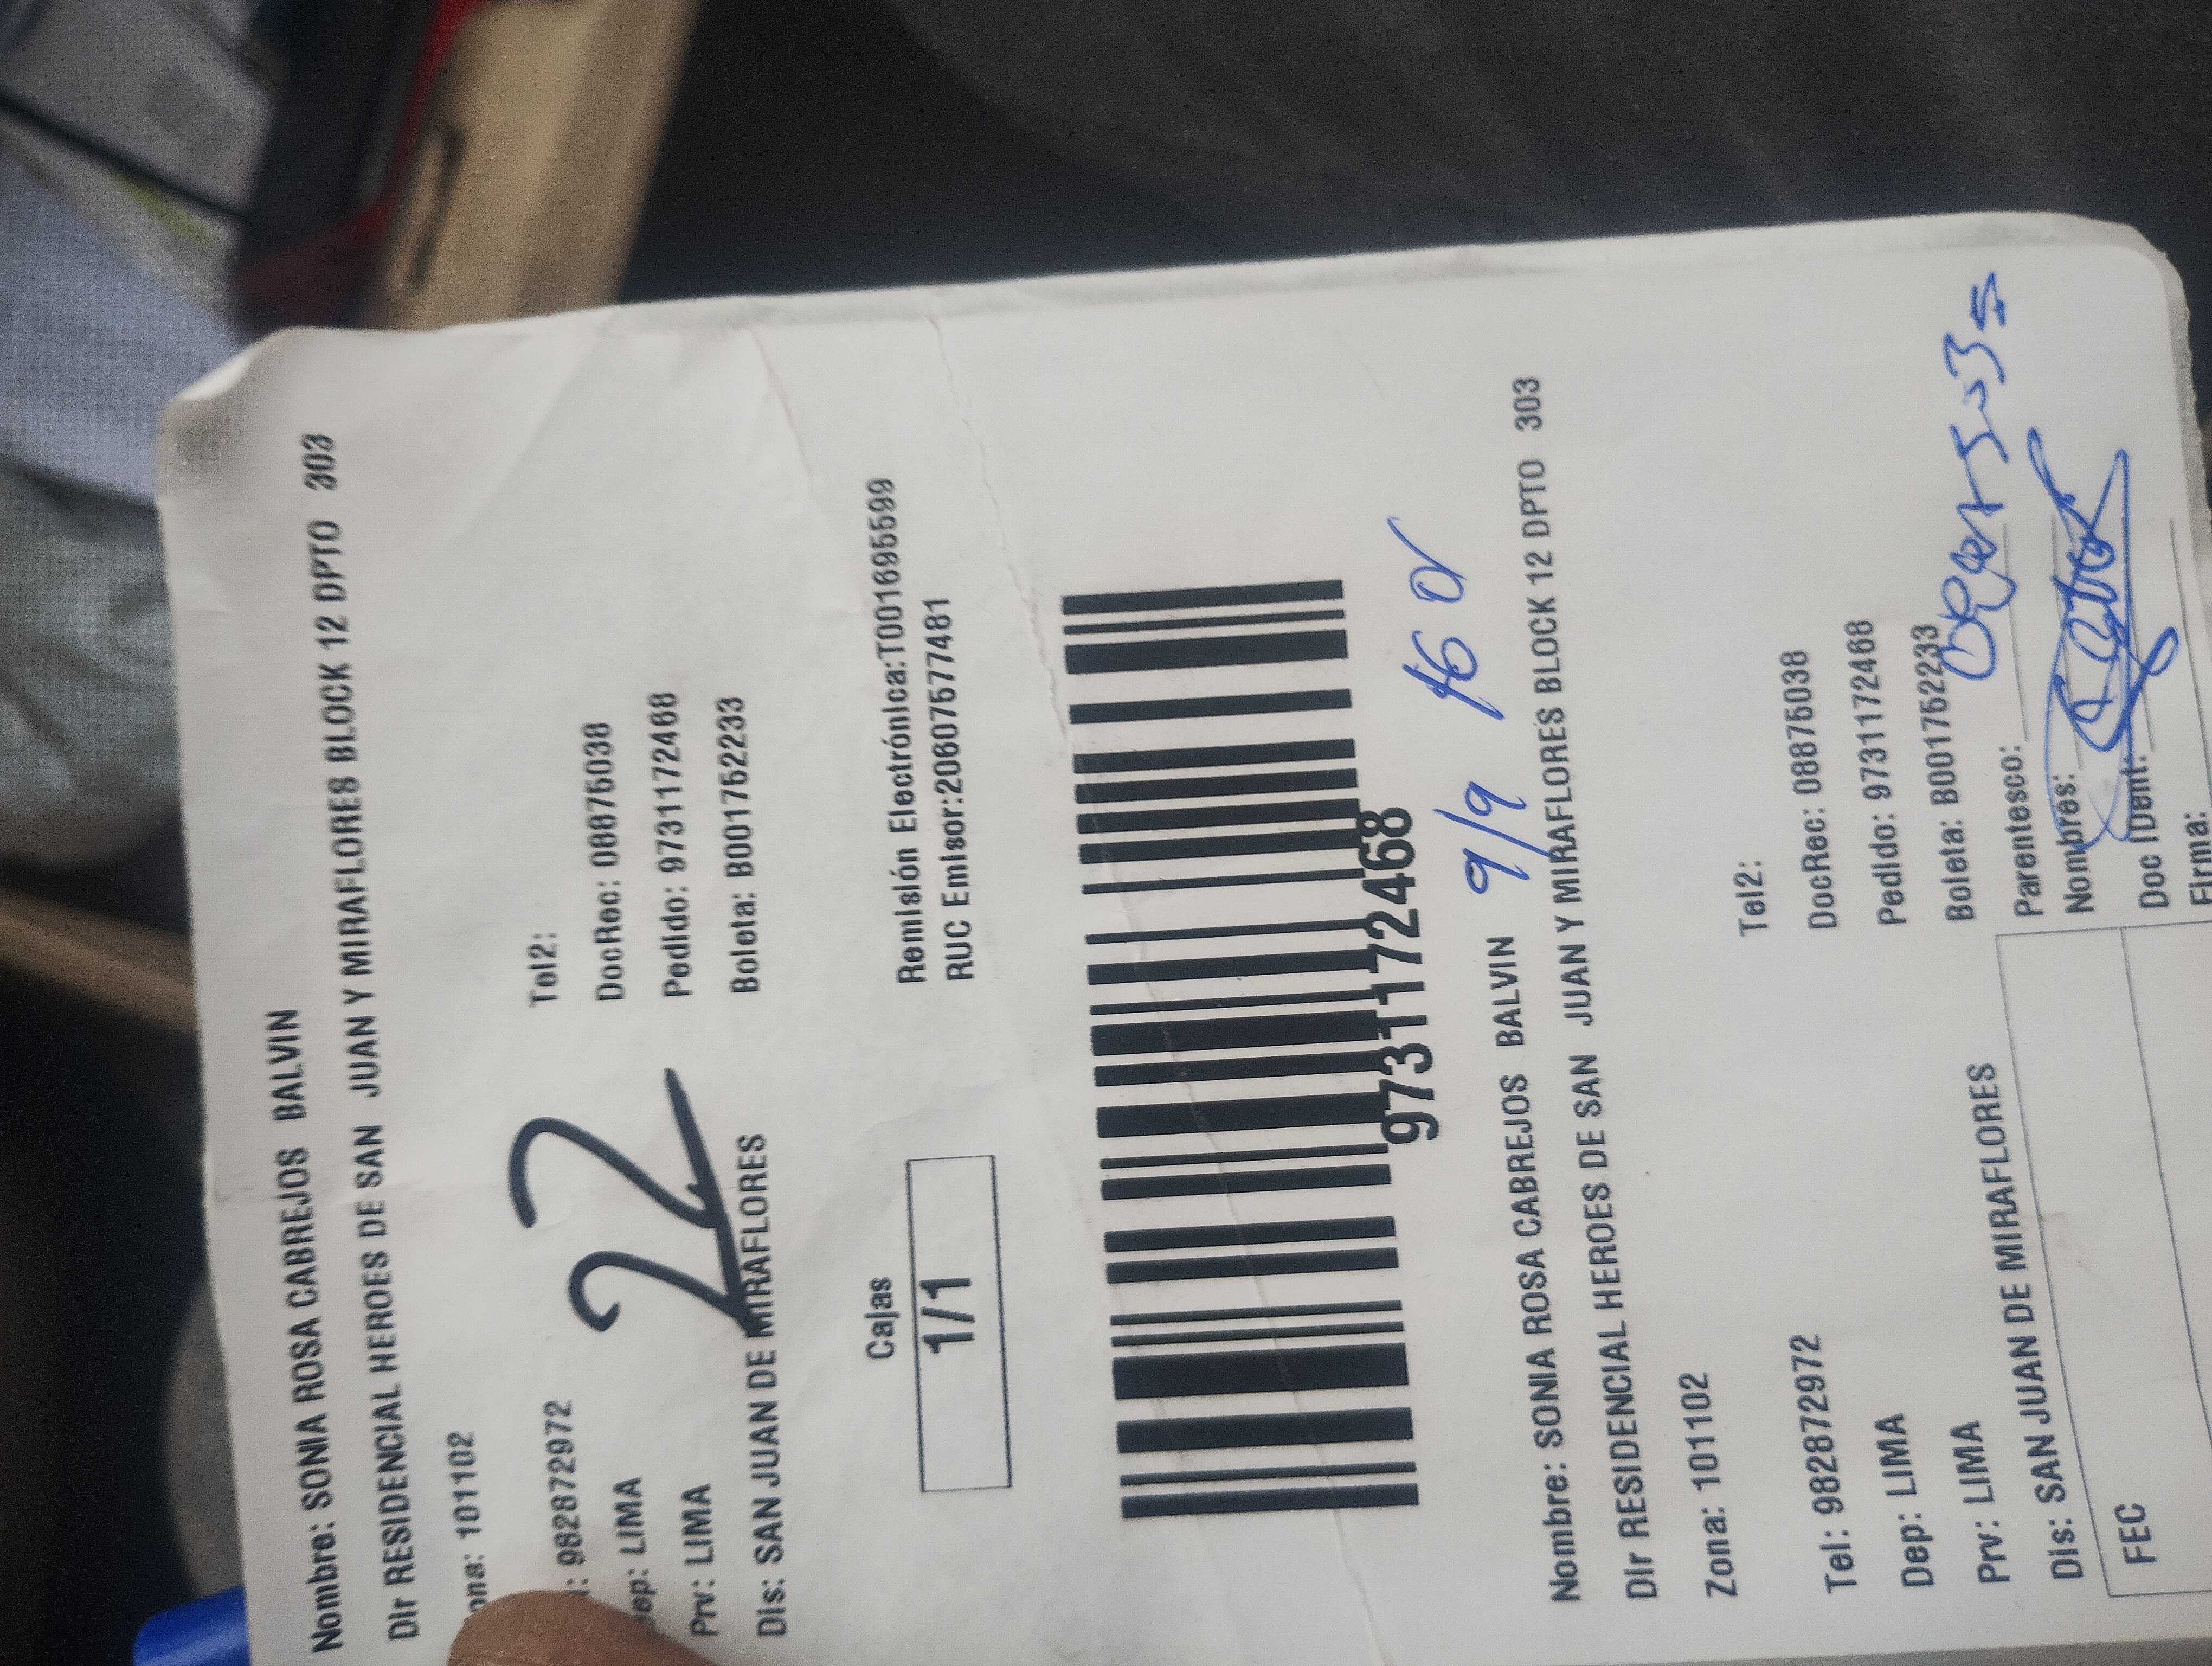 Nombre: SONIA ROSA CABREJOS BALVIN
Dir RESIDENCIAL HEROES DE SAN JUAN Y MIRAFLORES BLOCK 12 DPTO 303
ona: 101102
22
: 982872972 Tel2:
ep: LIMA DocRec: 08875038
Prv: LIMA Pedido: 9731172468
Dis: SAN JUAN DE MIRAFLORES Boleta: B001752233
Cajas Remisión Electrónica:T001695599
1/1 RUC Emisor:20607577481
9731172468
9/9 16
Nombre: SONIA ROSA CABREJOS BALVIN
Dir RESIDENCIAL HEROES DE SAN JUAN Y MIRAFLORES BLOCK 12 DPTO 303
Zona: 101102
Tel: 982872972 Tel2:
Dep: LIMA DocRec: 08875038
Prv: LIMA Pedido: 9731172468
Dis: SAN JUAN DE MIRAFLORES Boleta: B001752233
Parentesco:
FEC Nombres:
Doc Ident:
Firma: